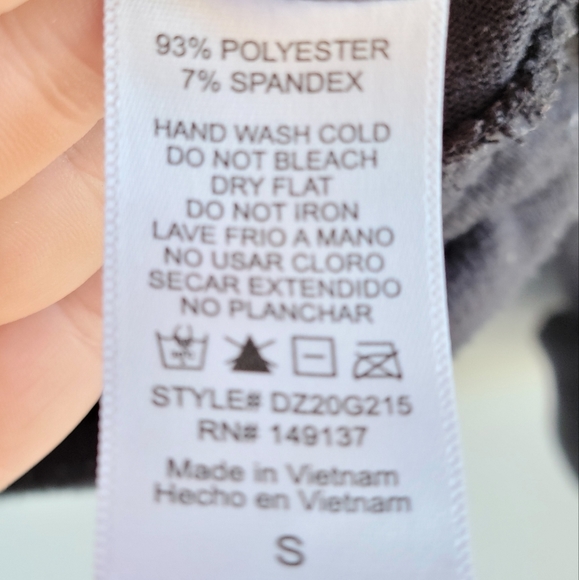 93% POLYESTER
7% SPANDEX
HAND WASH COLD
DO NOT BLEACH
DRY FLAT
DO NOT IRON
LAVE FRIO A MANO
NO USAR CLORO
SECAR EXTENDIDO
NO PLANCHAR
STYLE# DZ20G215
RN# 149137
Made in Vietnam
Hecho en Vietnam
S